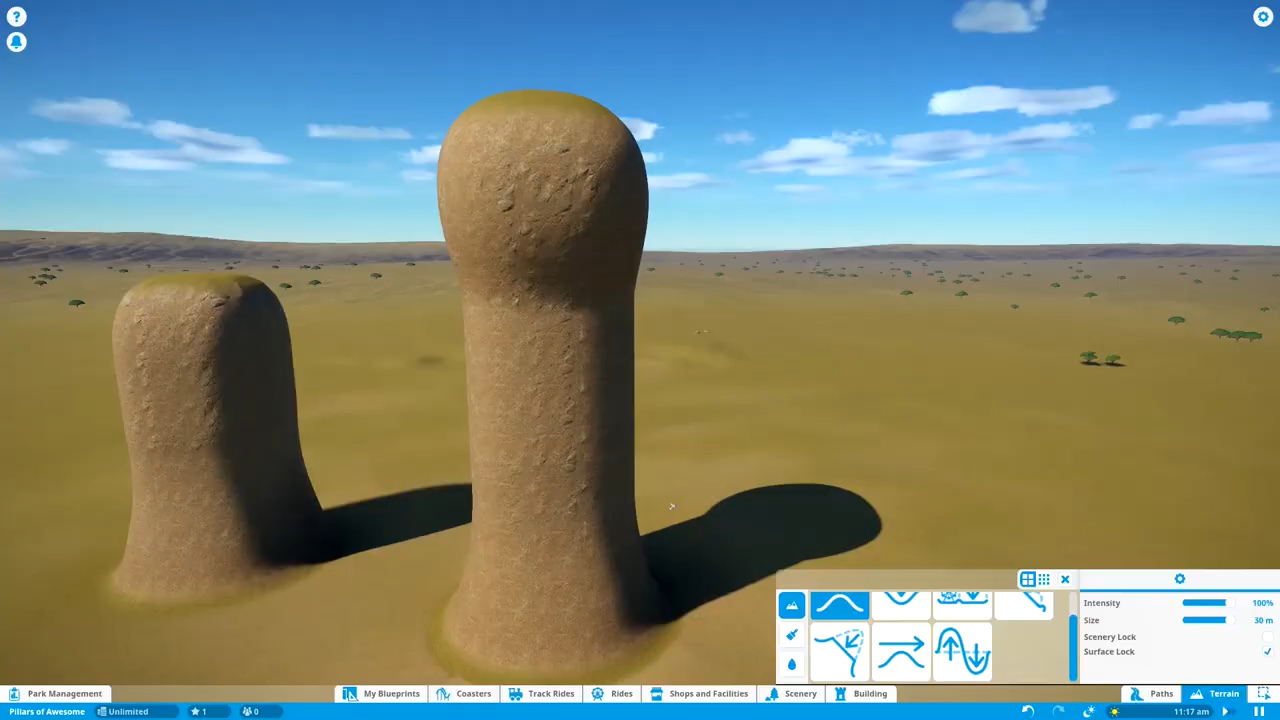 ?
Intensity 100%
Size 30 m
Scenery Lock
Surface Lock
Park Management My Blueprints Coasters Track Rides Rides Shops and Facilities Scenery Building Paths Terrain
Pillars of Awesome Unlimited 1 0 11:17 am